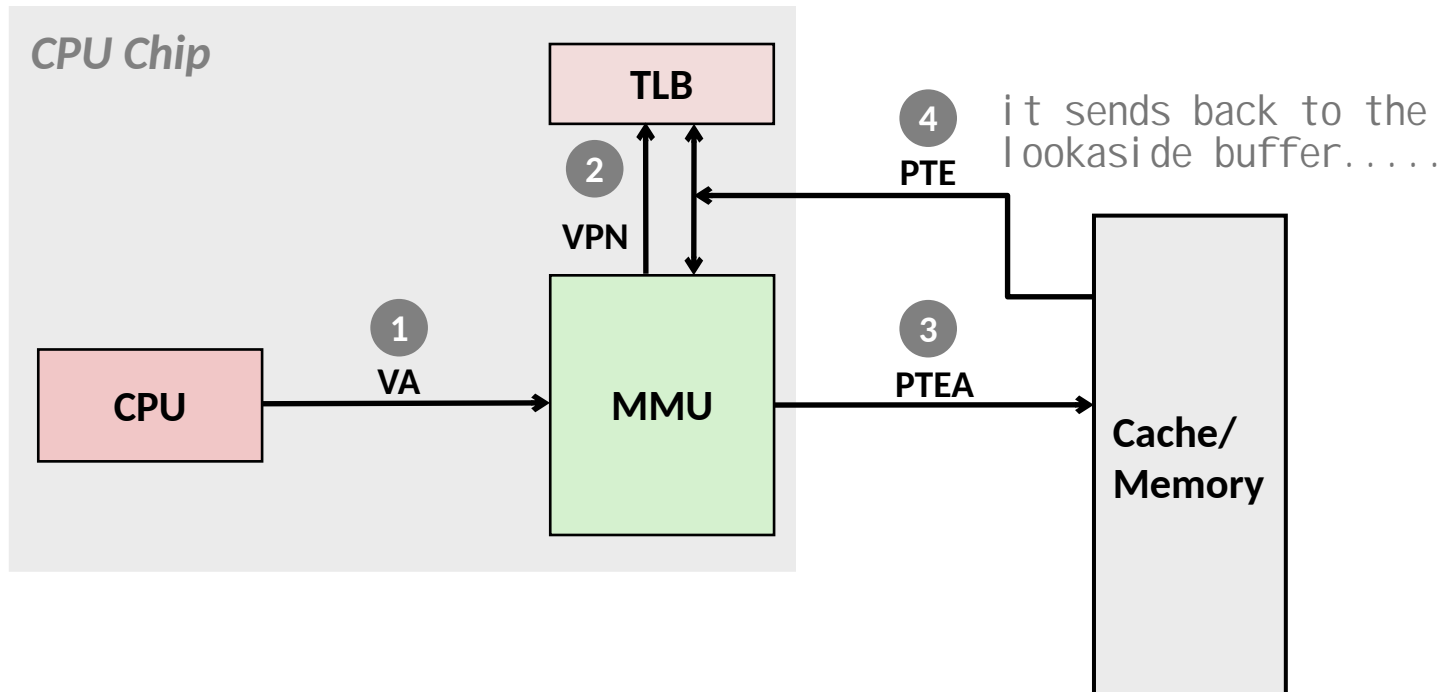 CPU Chip
TLB
4
it sends back to the
lookaside buffer.....
2
PTE
VPN
1
3
VA
PTEA
CPU
MMU
Cache/
Memory